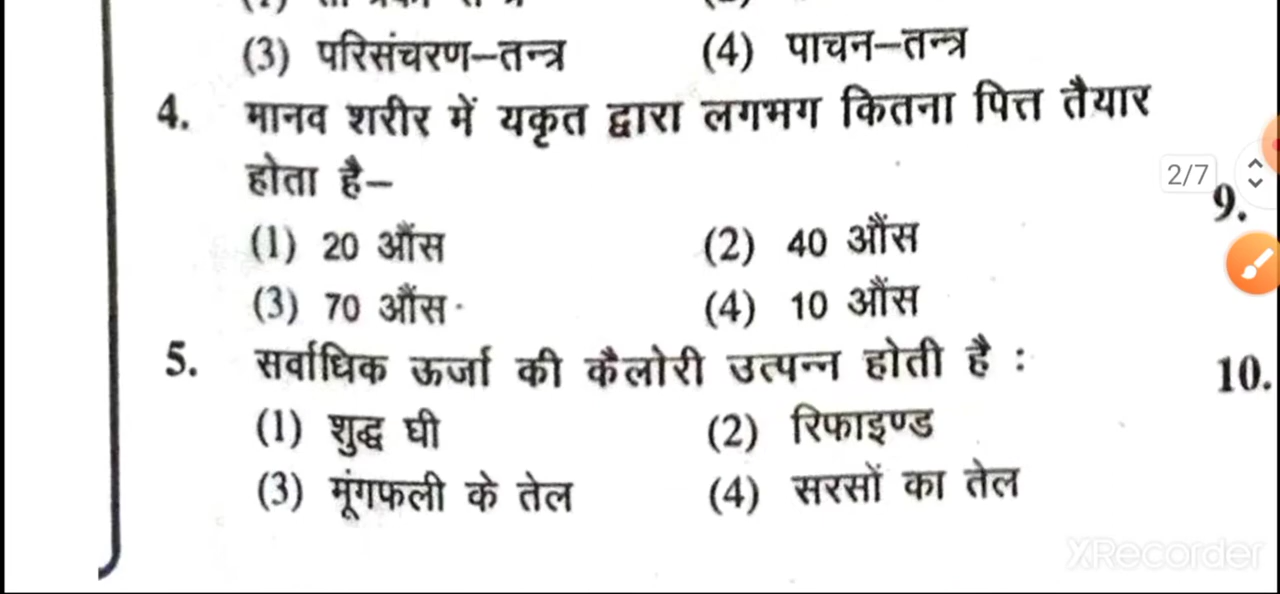 (3) परिसंचरण–तन्त्र (4) पाचन–तन्त्र
4. मानव शरीर में यकृत द्वारा लगभग कितना पित्त तैयार
होता है–
2/7
9.
(1) 20 औंस (2) 40 औंस
(3) 70 औंस (4) 10 औंस
5. सर्वाधिक ऊर्जा की कैलोरी उत्पन्न होती है :
10.
(1) शुद्ध घी (2) रिफाइण्ड
(3) मूंगफली के तेल (4) सरसों का तेल
XRecorder